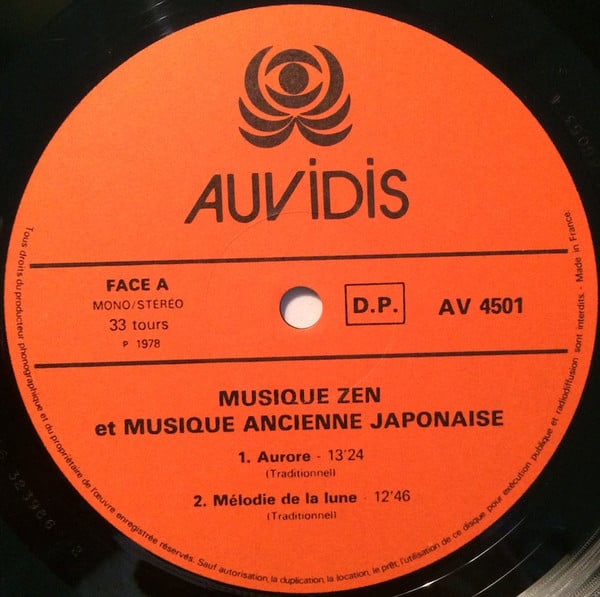 AUViDiS
FACE A
MONO/STÉRÉO
33 tours
P 1978
D.P.
AV 4501
MUSIQUE ZEN
et MUSIQUE ANCIENNE JAPONAISE
1. Aurore - 13'24
(Traditionnel)
2. Mélodie de la lune - 12'46
(Traditionnel)
Tous droits du producteur phonographique et du propriétaire de l'œuvre enregistrée réservés. Sauf autorisation, la duplication, la location, le prêt, l'utilisation de ce disque, pour exécution publique et radiodiffusion sont interdits. - Made in France.